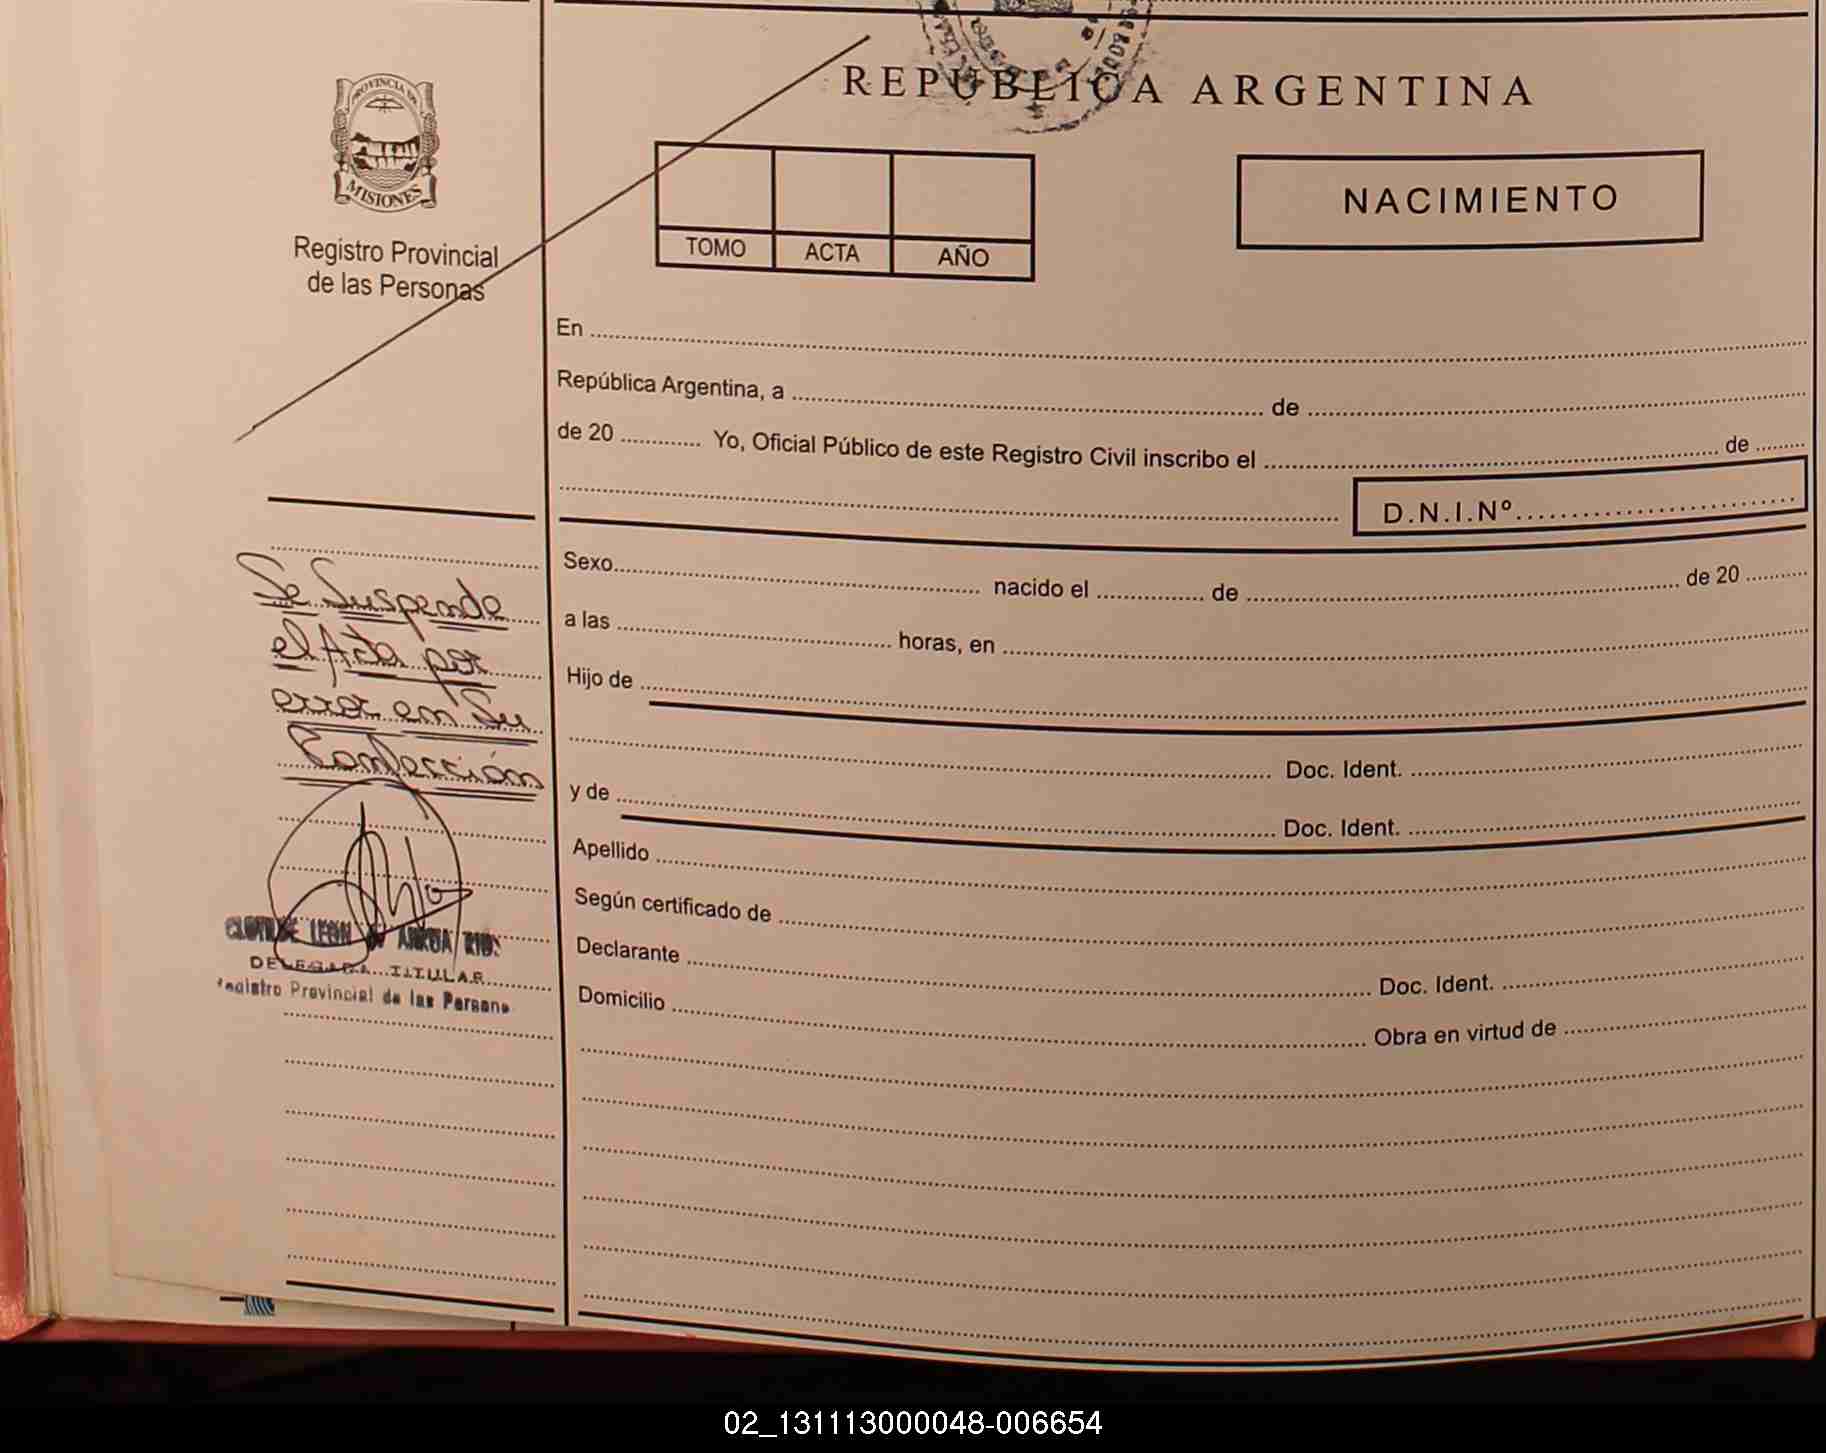 REPUBLICA ARGENTINA
PROVINCIA DE
MISIONES
Registro Provincial
de las Personas
TOMO ACTA AÑO
NACIMIENTO
En
República Argentina, a de
de 20 Yo, Oficial Público de este Registro Civil inscribo el de
D.N.I.Nº
Sexo nacido el de de 20
a las horas, en
Hijo de
Doc. Ident.
y de Doc. Ident.
Apellido
Según certificado de
Declarante Doc. Ident.
Domicilio Obra en virtud de
Se Suspende
el Acta por
error en Su
Confección
LEON
DELEGADA TITULAR
Registro Provincial de las Persona
02_131113000048-006654